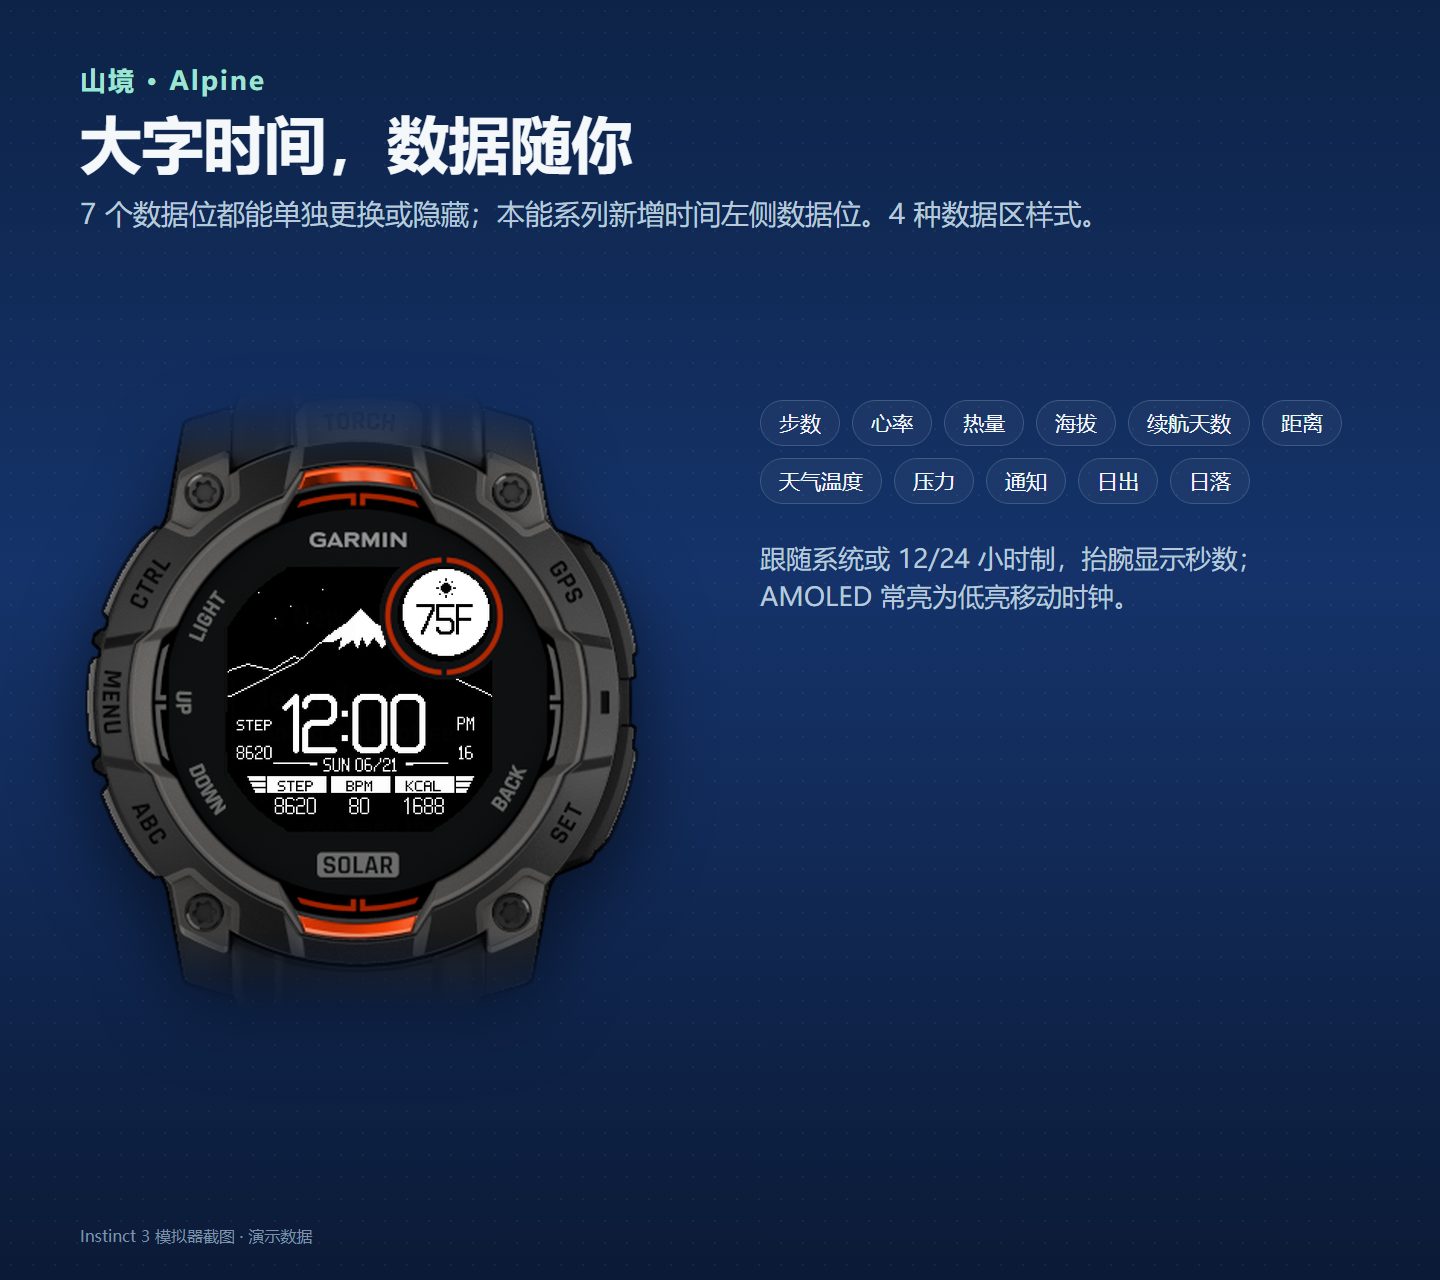 山境 • Alpine
大字时间，数据随你
7 个数据位都能单独更换或隐藏；本能系列新增时间左侧数据位。4 种数据区样式。
TORCH
GARMIN
CTRL
GPS
LIGHT
75F
MENU
UP
STEP
12:00
PM
8620
16
SUN 06/21
STEP BPM KCAL
8620 80 1688
DOWN
BACK
ABC
SET
SOLAR
步数 心率 热量 海拔 续航天数 距离
天气温度 压力 通知 日出 日落
跟随系统或 12/24 小时制，抬腕显示秒数；
AMOLED 常亮为低亮移动时钟。
Instinct 3 模拟器截图 · 演示数据